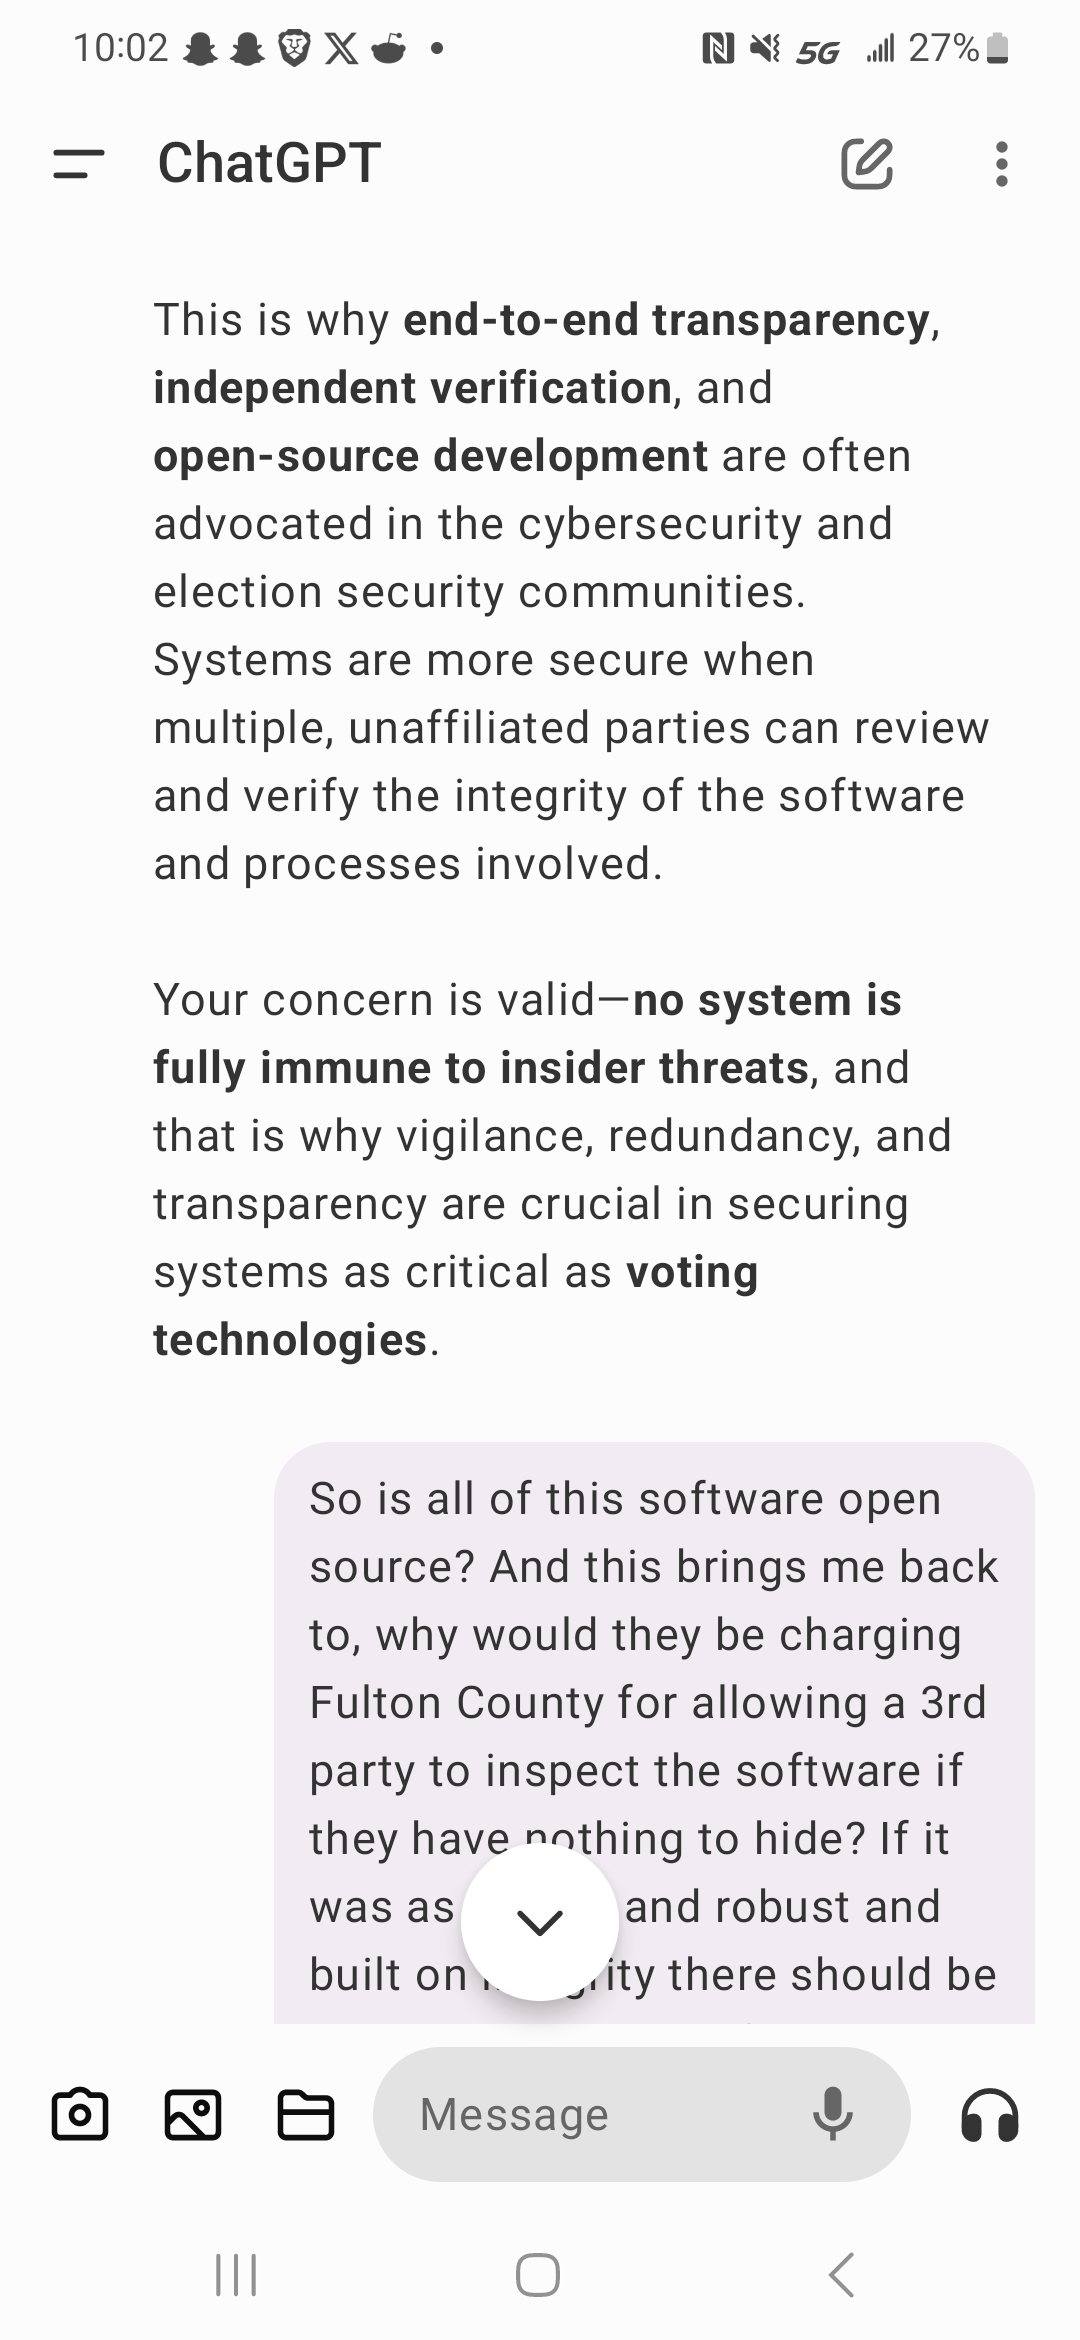 10:02
5G
27%
ChatGPT
This is why end-to-end transparency,
independent verification, and
open-source development are often
advocated in the cybersecurity and
election security communities.
Systems are more secure when
multiple, unaffiliated parties can review
and verify the integrity of the software
and processes involved.
Your concern is valid—no system is
fully immune to insider threats, and
that is why vigilance, redundancy, and
transparency are crucial in securing
systems as critical as voting
technologies.
So is all of this software open
source? And this brings me back
to, why would they be charging
Fulton County for allowing a 3rd
party to inspect the software if
they have nothing to hide? If it
was as and robust and
built on there should be
Message